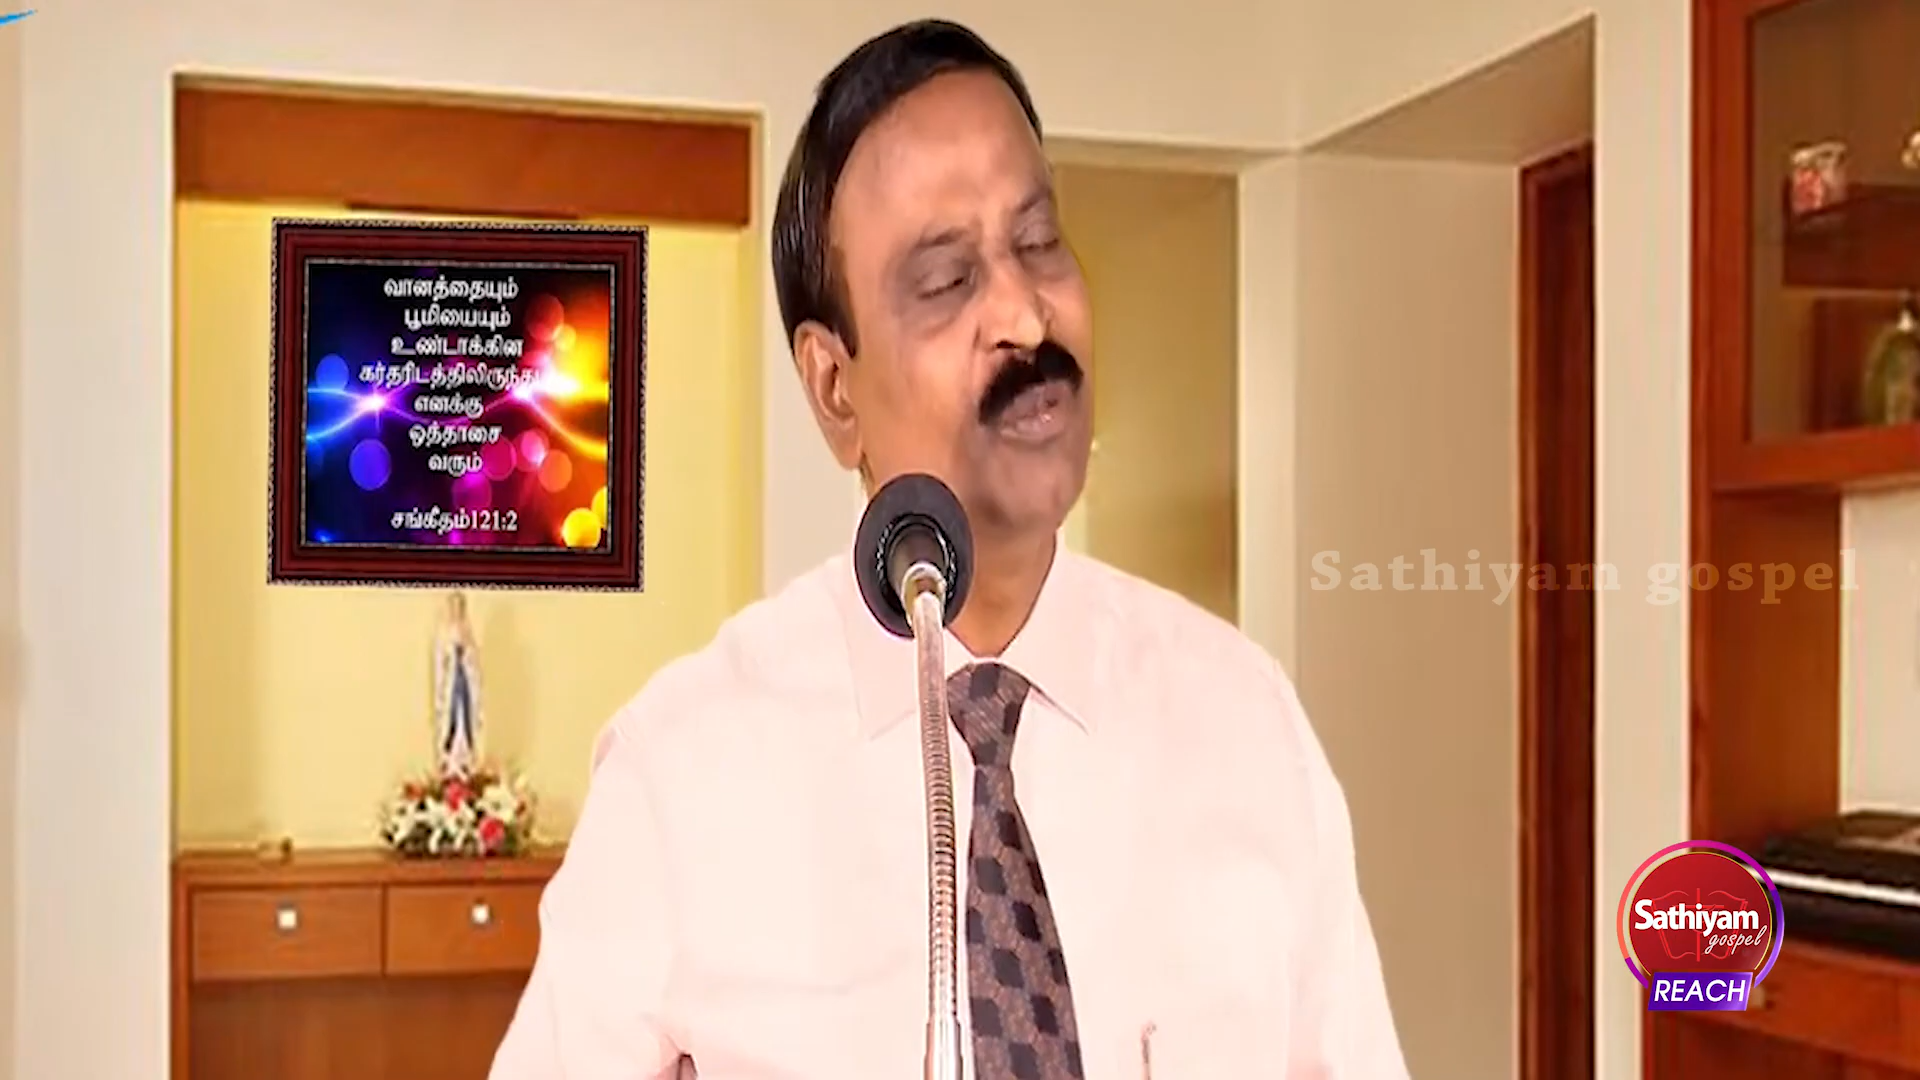 வானத்தையும்
பூமியையும்
உண்டாக்கின
கர்தரிடத்திலிருந்து
எனக்கு
ஒத்தாசை
வரும்
சங்கீதம்121:2
Sathiyam gospel
Sathiyam
gospel
REACH